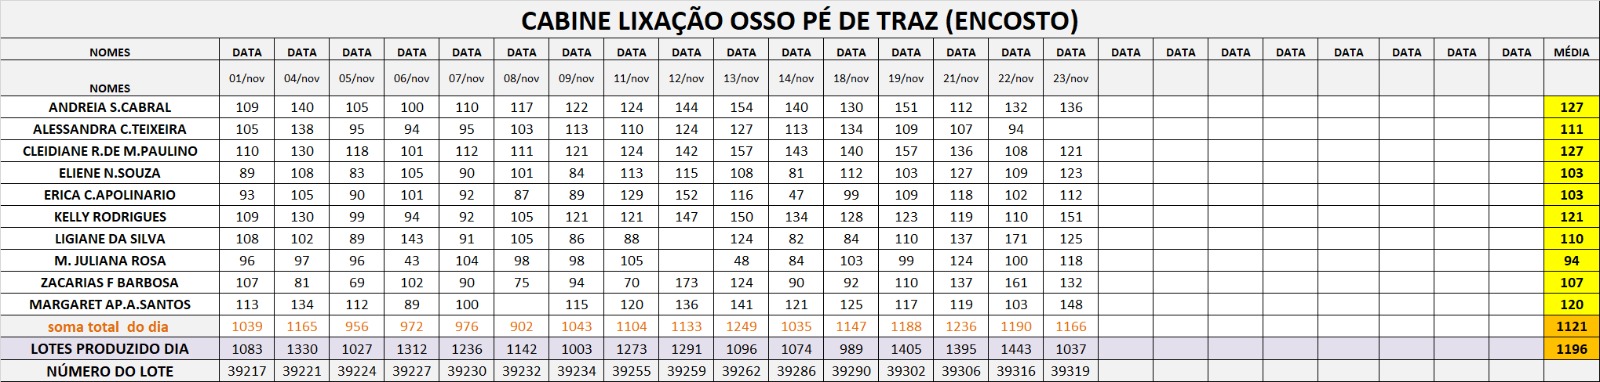 CABINE LIXAÇÃO OSSO PÉ DE TRAZ (ENCOSTO)
NOMES DATA DATA DATA DATA DATA DATA DATA DATA DATA DATA DATA DATA DATA DATA DATA DATA DATA DATA DATA DATA DATA DATA DATA DATA MÉDIA
NOMES 01/nov 04/nov 05/nov 06/nov 07/nov 08/nov 09/nov 11/nov 12/nov 13/nov 14/nov 18/nov 19/nov 21/nov 22/nov 23/nov
ANDREIA S.CABRAL 109 140 105 100 110 117 122 124 144 154 140 130 151 112 132 136 127
ALESSANDRA C.TEIXEIRA 105 138 95 94 95 103 113 110 124 127 113 134 109 107 94 111
CLEIDIANE R.DE M.PAULINO 110 130 118 101 112 111 121 124 142 157 143 140 157 136 108 121 127
ELIENE N.SOUZA 89 108 83 105 90 101 84 113 115 108 81 112 103 127 109 123 103
ERICA C.APOLINARIO 93 105 90 101 92 87 89 129 152 116 47 99 109 118 102 112 103
KELLY RODRIGUES 109 130 99 94 92 105 121 121 147 150 134 128 123 119 110 151 121
LIGIANE DA SILVA 108 102 89 143 91 105 86 88 124 82 84 110 137 171 125 110
M. JULIANA ROSA 96 97 96 43 104 98 98 105 48 84 103 99 124 100 118 94
ZACARIAS F BARBOSA 107 81 69 102 90 75 94 70 173 124 90 92 110 137 161 132 107
MARGARET AP.A.SANTOS 113 134 112 89 100 115 120 136 141 121 125 117 119 103 148 120
soma total do dia 1039 1165 956 972 976 902 1043 1104 1133 1249 1035 1147 1188 1236 1190 1166 1121
LOTES PRODUZIDO DIA 1083 1330 1027 1312 1236 1142 1003 1273 1291 1096 1074 989 1405 1395 1443 1037 1196
NÚMERO DO LOTE 39217 39221 39224 39227 39230 39232 39234 39255 39259 39262 39286 39290 39302 39306 39316 39319